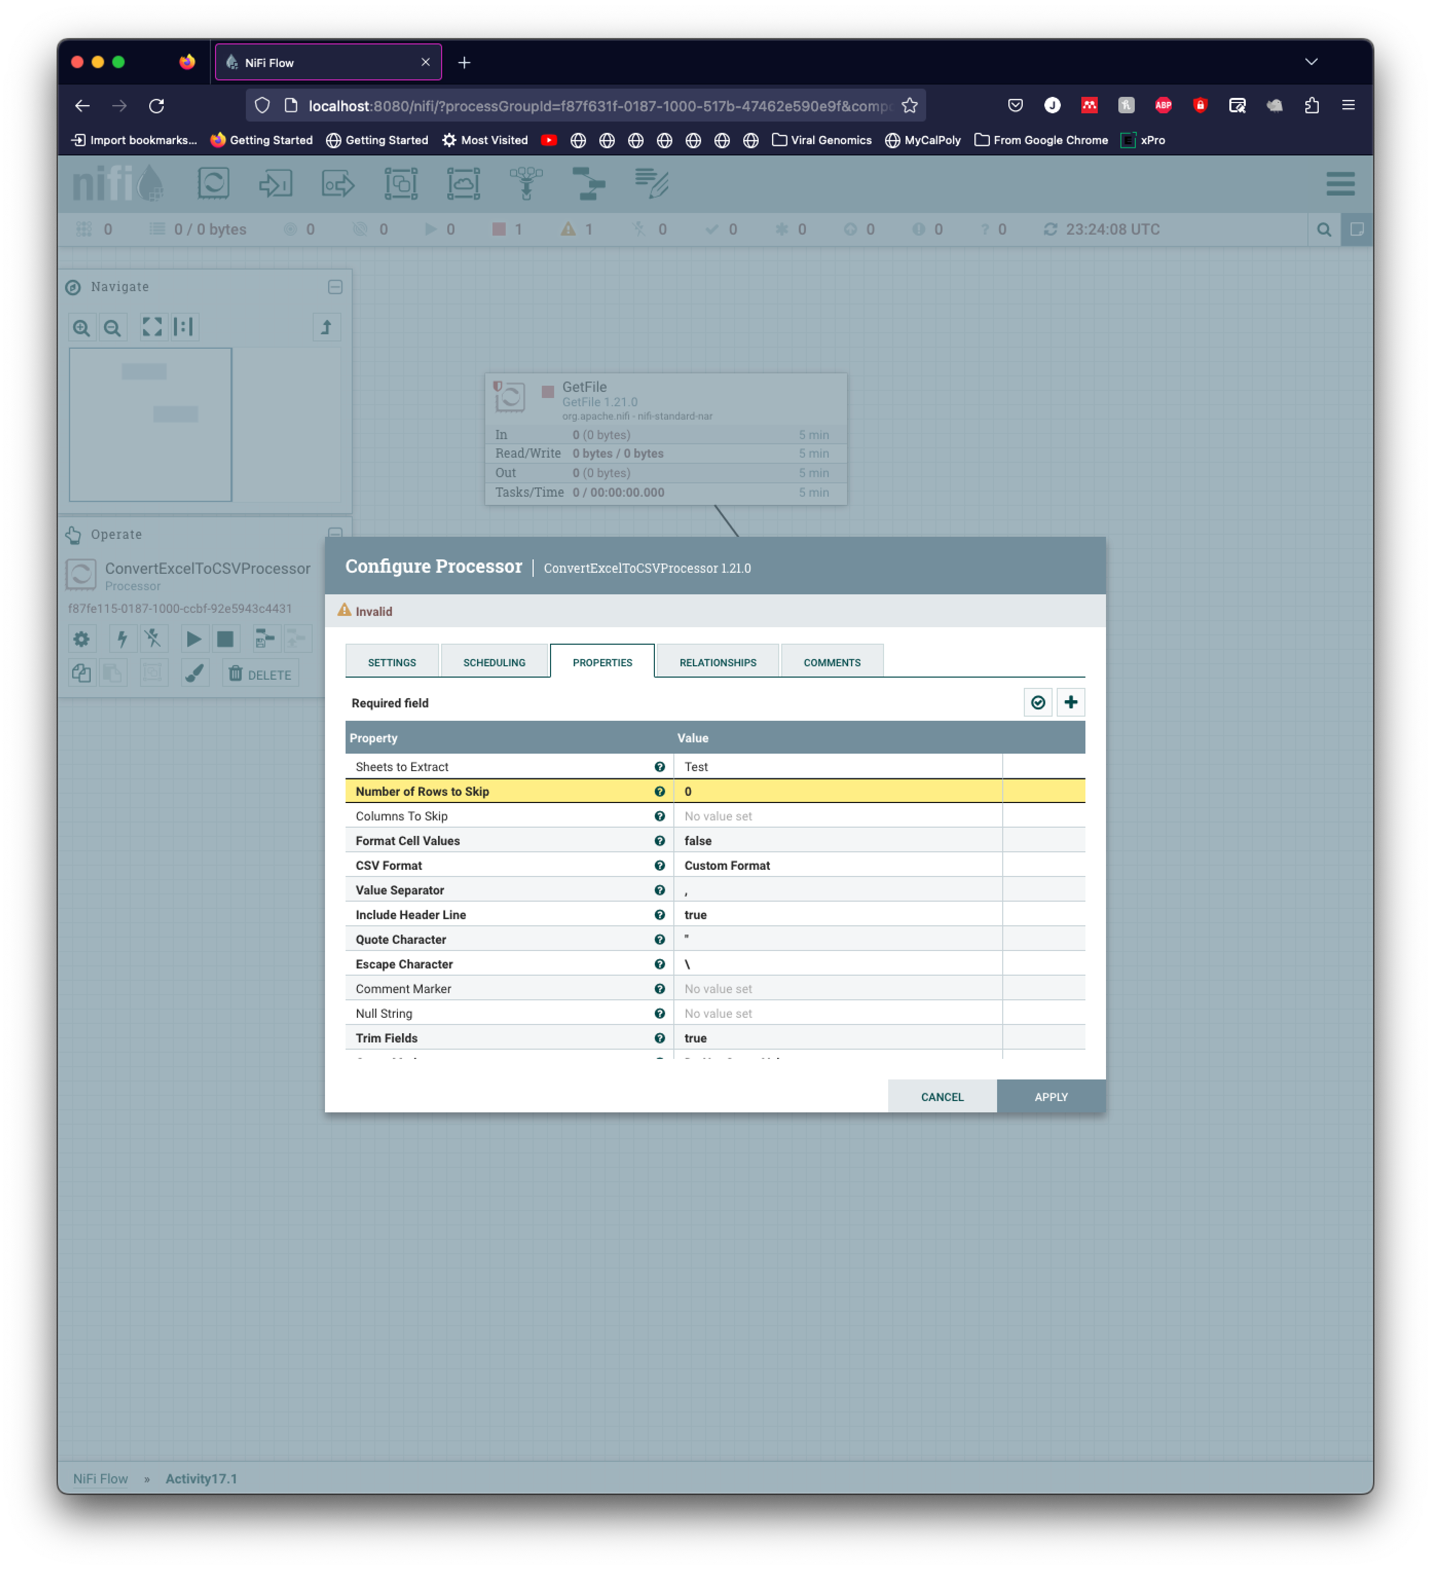 NiFi Flow
localhost:8080/nifi/?processGroupId=f87f631f-0187-1000-517b-47462e590e9f&comp
Import bookmarks... Getting Started Getting Started Most Visited Viral Genomics MyCalPoly From Google Chrome xPro
nifi
0 0 / 0 bytes 0 0 0 1 1 0 0 0 0 0 ? 0 23:24:08 UTC
Navigate
GetFile
GetFile 1.21.0
org.apache.nifi - nifi-standard-nar
In 0 (0 bytes) 5 min
Read/Write 0 bytes / 0 bytes 5 min
Out 0 (0 bytes) 5 min
Tasks/Time 0 / 00:00:00.000 5 min
Operate
ConvertExcelToCSVProcessor
Processor
f87fe115-0187-1000-ccbf-92e5943c4431
DELETE
Configure Processor | ConvertExcelToCSVProcessor 1.21.0
Invalid
SETTINGS SCHEDULING PROPERTIES RELATIONSHIPS COMMENTS
Required field
Property Value
Sheets to Extract Test
Number of Rows to Skip 0
Columns To Skip No value set
Format Cell Values false
CSV Format Custom Format
Value Separator ,
Include Header Line true
Quote Character "
Escape Character \
Comment Marker No value set
Null String No value set
Trim Fields true
CANCEL APPLY
NiFi Flow » Activity17.1